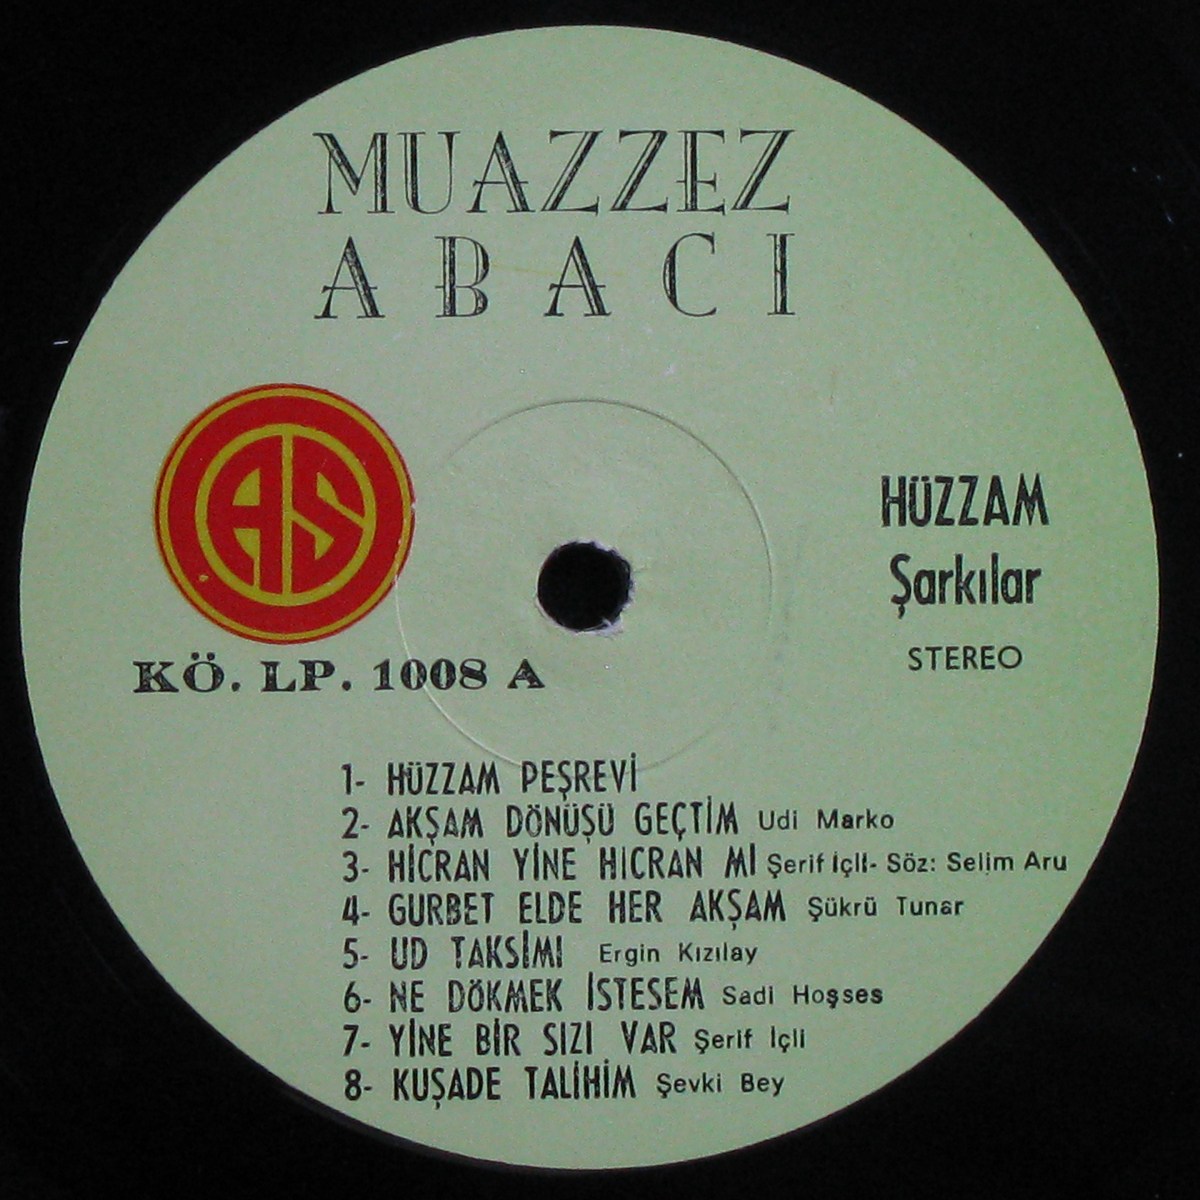 MUAZZEZ
ABACI
AS
HÜZZAM
Şarkılar
STEREO
KÖ. LP. 1008 A
1- HÜZZAM PEŞREVİ
2- AKŞAM DÖNÜŞÜ GEÇTİM Udi Marko
3- HİCRAN YİNE HİCRAN MI Şerif İçli- Söz: Selim Aru
4- GURBET ELDE HER AKŞAM Şükrü Tunar
5- UD TAKSİMI Ergin Kızılay
6- NE DÖKMEK İSTESEM Sadi Hoşses
7- YİNE BİR SIZI VAR Şerif İçli
8- KUŞADE TALİHİM Şevki Bey